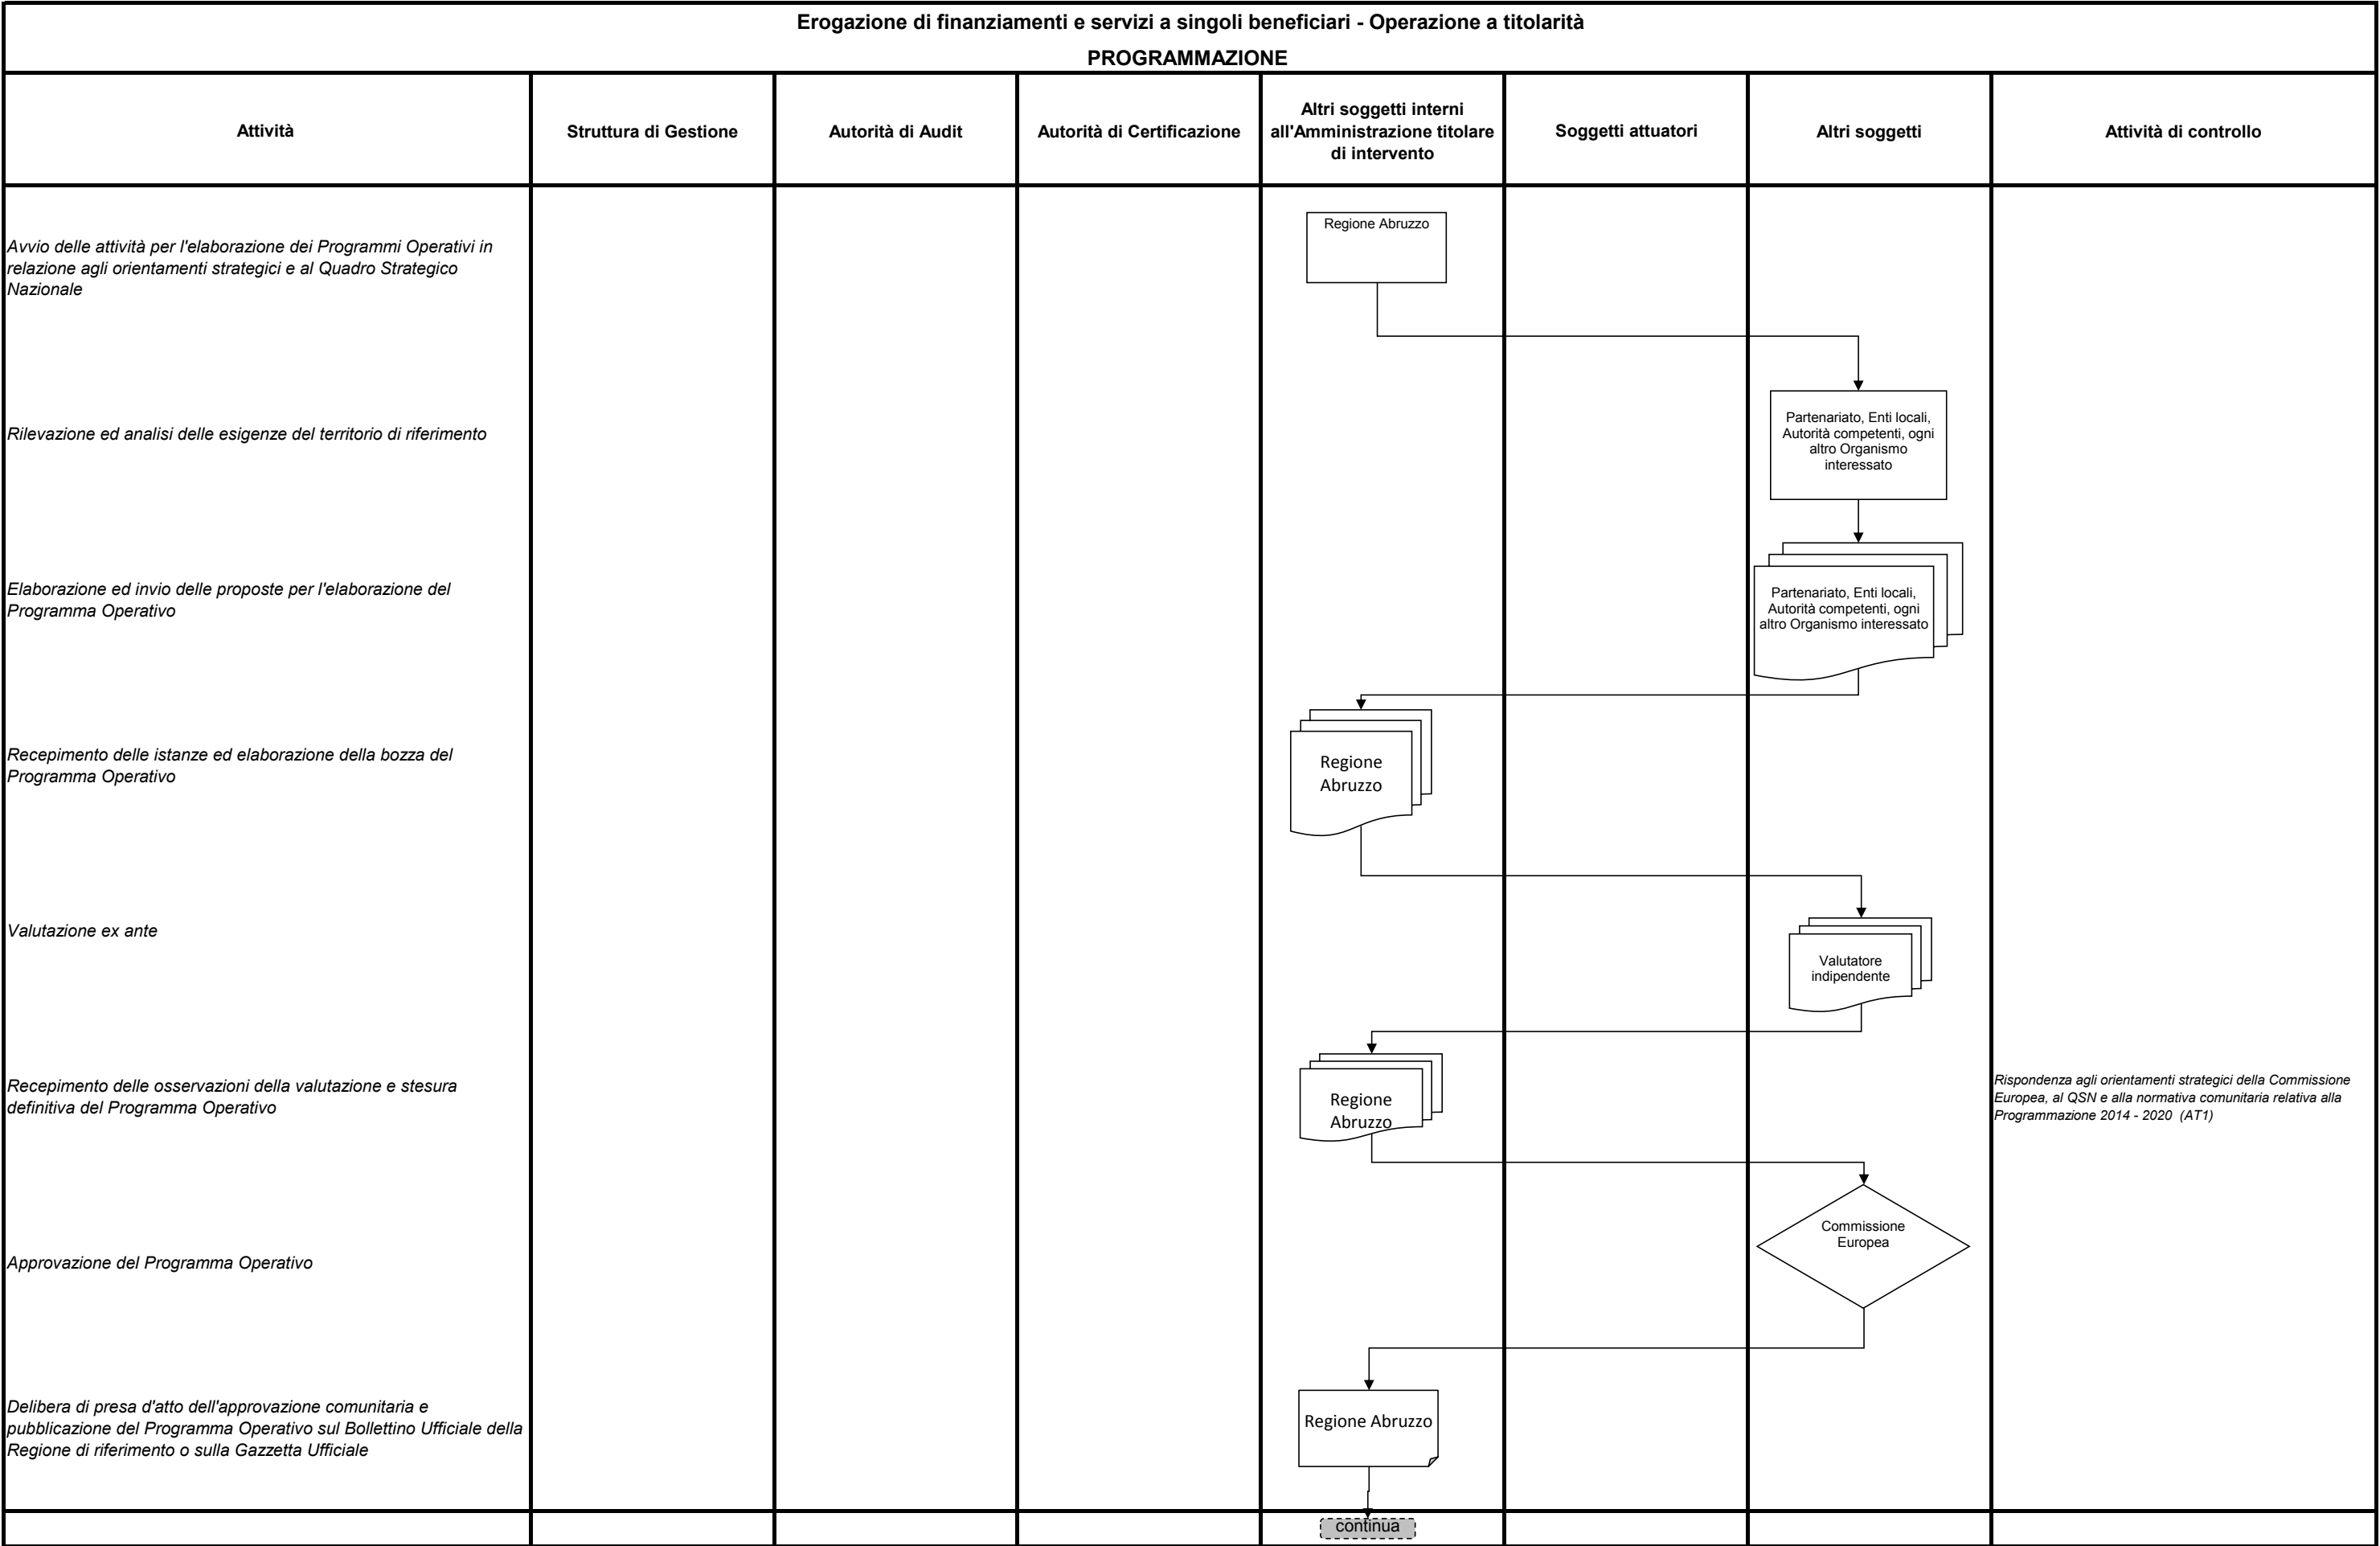 Erogazione di finanziamenti e servizi a singoli beneficiari - Operazione a titolarità
PROGRAMMAZIONE
Attività
Struttura di Gestione
Autorità di Audit
Autorità di Certificazione
Altri soggetti interni
all'Amministrazione titolare
di intervento
Soggetti attuatori
Altri soggetti
Attività di controllo
Avvio delle attività per l'elaborazione dei Programmi Operativi in
relazione agli orientamenti strategici e al Quadro Strategico
Nazionale
Regione Abruzzo
Rilevazione ed analisi delle esigenze del territorio di riferimento
Partenariato, Enti locali,
Autorità competenti, ogni
altro Organismo
interessato
Elaborazione ed invio delle proposte per l'elaborazione del
Programma Operativo
Partenariato, Enti locali,
Autorità competenti, ogni
altro Organismo interessato
Recepimento delle istanze ed elaborazione della bozza del
Programma Operativo
Regione
Abruzzo
Valutazione ex ante
Valutatore
indipendente
Recepimento delle osservazioni della valutazione e stesura
definitiva del Programma Operativo
Regione
Abruzzo
Rispondenza agli orientamenti strategici della Commissione
Europea, al QSN e alla normativa comunitaria relativa alla
Programmazione 2014 - 2020 (AT1)
Approvazione del Programma Operativo
Commissione
Europea
Delibera di presa d'atto dell'approvazione comunitaria e
pubblicazione del Programma Operativo sul Bollettino Ufficiale della
Regione di riferimento o sulla Gazzetta Ufficiale
Regione Abruzzo
continua